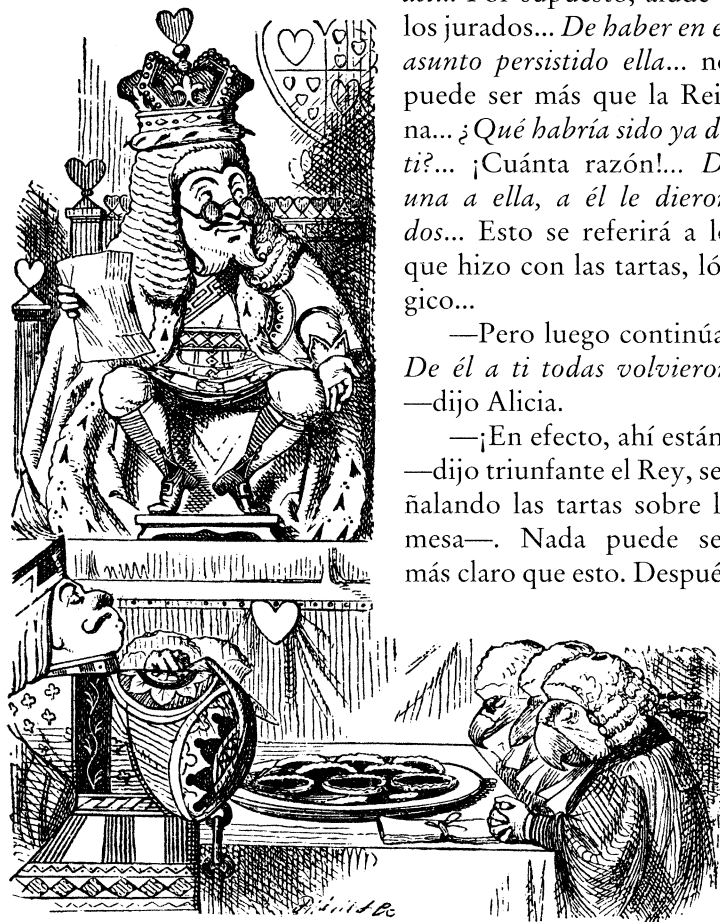 los jurados... De haber en e
asunto persistido ella... no
puede ser más que la Rei
na... ¿Qué habría sido ya d
ti?... ¡Cuánta razón!... D
una a ella, a él le dieron
dos... Esto se referirá a lo
que hizo con las tartas, ló
gico...
—Pero luego continúa
De él a ti todas volvieron
—dijo Alicia.
—¡En efecto, ahí están
—dijo triunfante el Rey, se
ñalando las tartas sobre l
mesa—. Nada puede se
más claro que esto. Despué